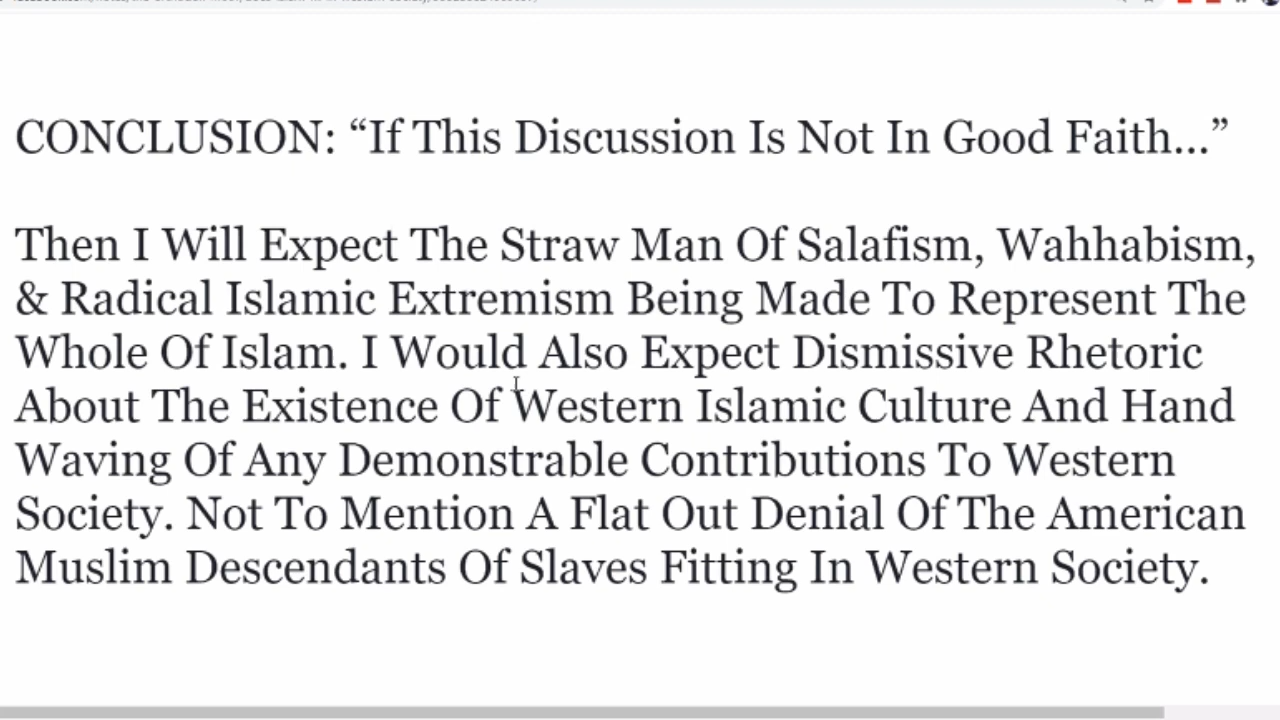 CONCLUSION: “If This Discussion Is Not In Good Faith...”
Then I Will Expect The Straw Man Of Salafism, Wahhabism,
& Radical Islamic Extremism Being Made To Represent The
Whole Of Islam. I Would Also Expect Dismissive Rhetoric
About The Existence Of Western Islamic Culture And Hand
Waving Of Any Demonstrable Contributions To Western
Society. Not To Mention A Flat Out Denial Of The American
Muslim Descendants Of Slaves Fitting In Western Society.